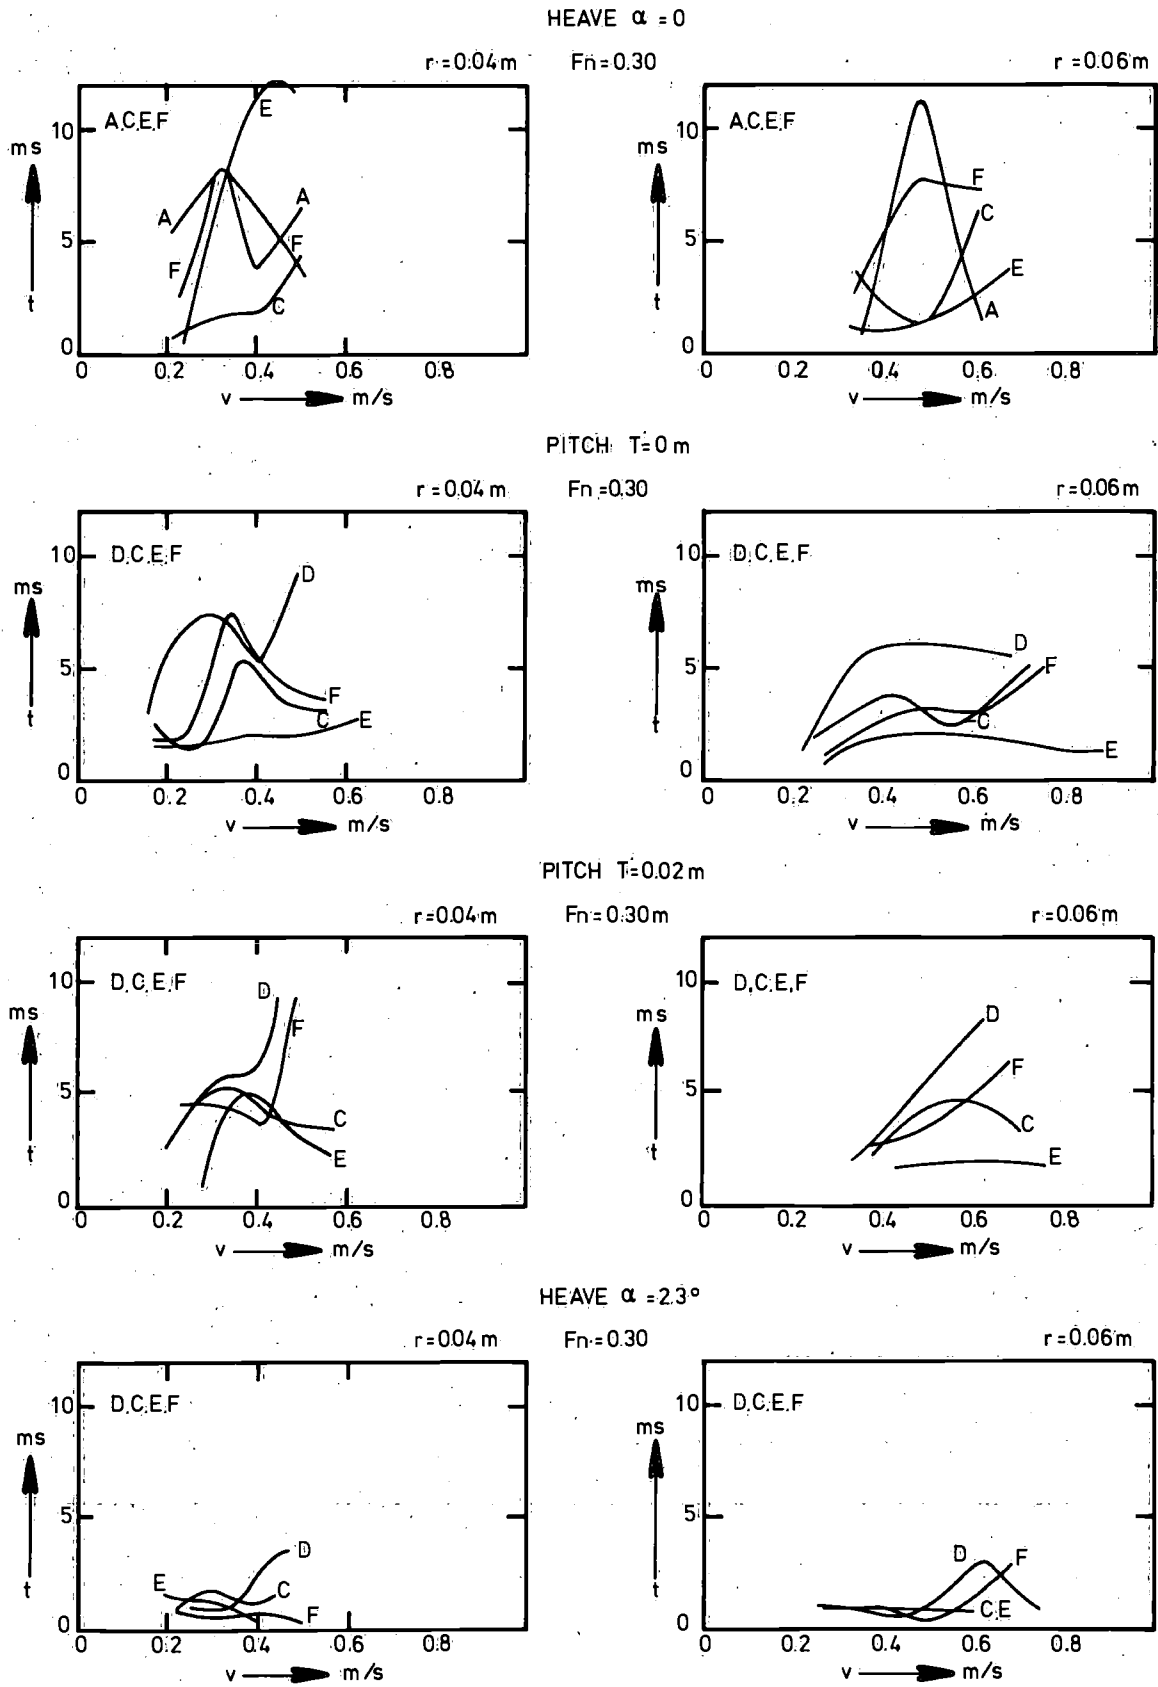 HEAVE α = 0
r = 0.04 m Fn = 0.30 r = 0.06 m
A.C.E.F A.C.E.F
10 10
ms ms
E
A A F
5 5
F F C
E
C A
t t
0 0
0 0.2 0.4 0.6 0.8 0 0.2 0.4 0.6 0.8
v m/s v m/s
PITCH T = 0 m
r = 0.04 m Fn = 0.30 r = 0.06 m
D.C.E.F D.C.E.F
10 10
ms ms
D
5 5
D F
F
C E C
E
t t
0 0
0 0.2 0.4 0.6 0.8 0 0.2 0.4 0.6 0.8
v m/s v m/s
PITCH T = 0.02 m
r = 0.04 m Fn = 0.30 m r = 0.06 m
D.C.E.F D.C.E.F
10 10
ms ms
D F D
5 5
F
C C
E E
t t
0 0
0 0.2 0.4 0.6 0.8 0 0.2 0.4 0.6 0.8
v m/s v m/s
HEAVE α = 2.3°
r = 0.04 m Fn = 0.30 r = 0.06 m
D.C.E.F D.C.E.F
10 10
ms ms
5 5
D D F
E C
F C.E
t t
0 0
0 0.2 0.4 0.6 0.8 0 0.2 0.4 0.6 0.8
v m/s v m/s